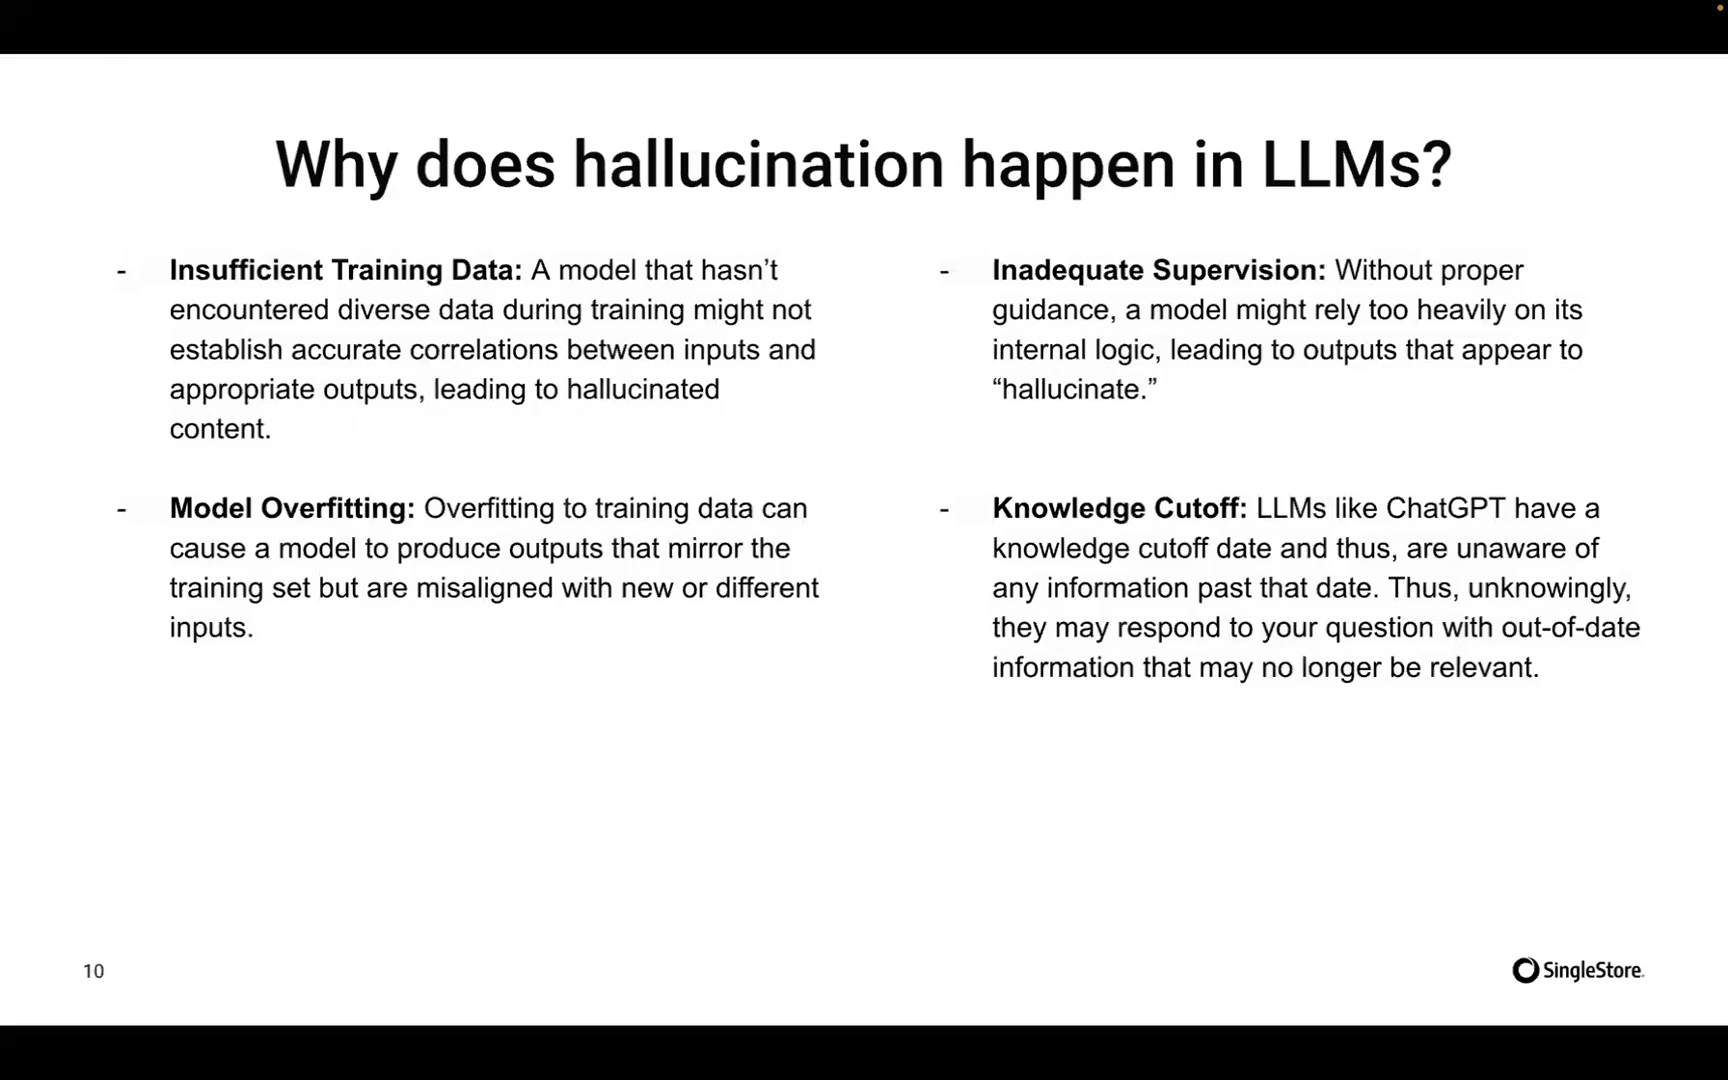 Why does hallucination happen in LLMs?
- Insufficient Training Data: A model that hasn’t
encountered diverse data during training might not
establish accurate correlations between inputs and
appropriate outputs, leading to hallucinated
content.
- Model Overfitting: Overfitting to training data can
cause a model to produce outputs that mirror the
training set but are misaligned with new or different
inputs.
- Inadequate Supervision: Without proper
guidance, a model might rely too heavily on its
internal logic, leading to outputs that appear to
“hallucinate.”
- Knowledge Cutoff: LLMs like ChatGPT have a
knowledge cutoff date and thus, are unaware of
any information past that date. Thus, unknowingly,
they may respond to your question with out-of-date
information that may no longer be relevant.
10
SingleStore